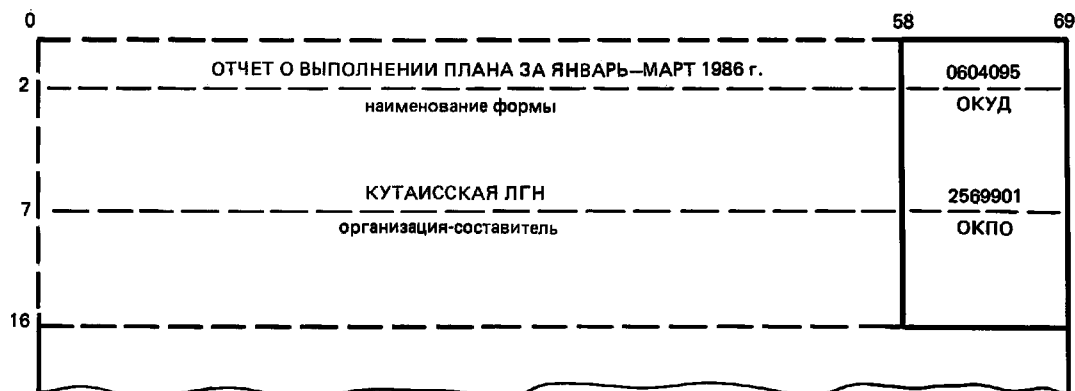 0 58 69
ОТЧЕТ О ВЫПОЛНЕНИИ ПЛАНА ЗА ЯНВАРЬ—МАРТ 1986 г. 0604095
2
наименование формы ОКУД
КУТАИССКАЯ ЛГН 2569901
7
организация-составитель ОКПО
16